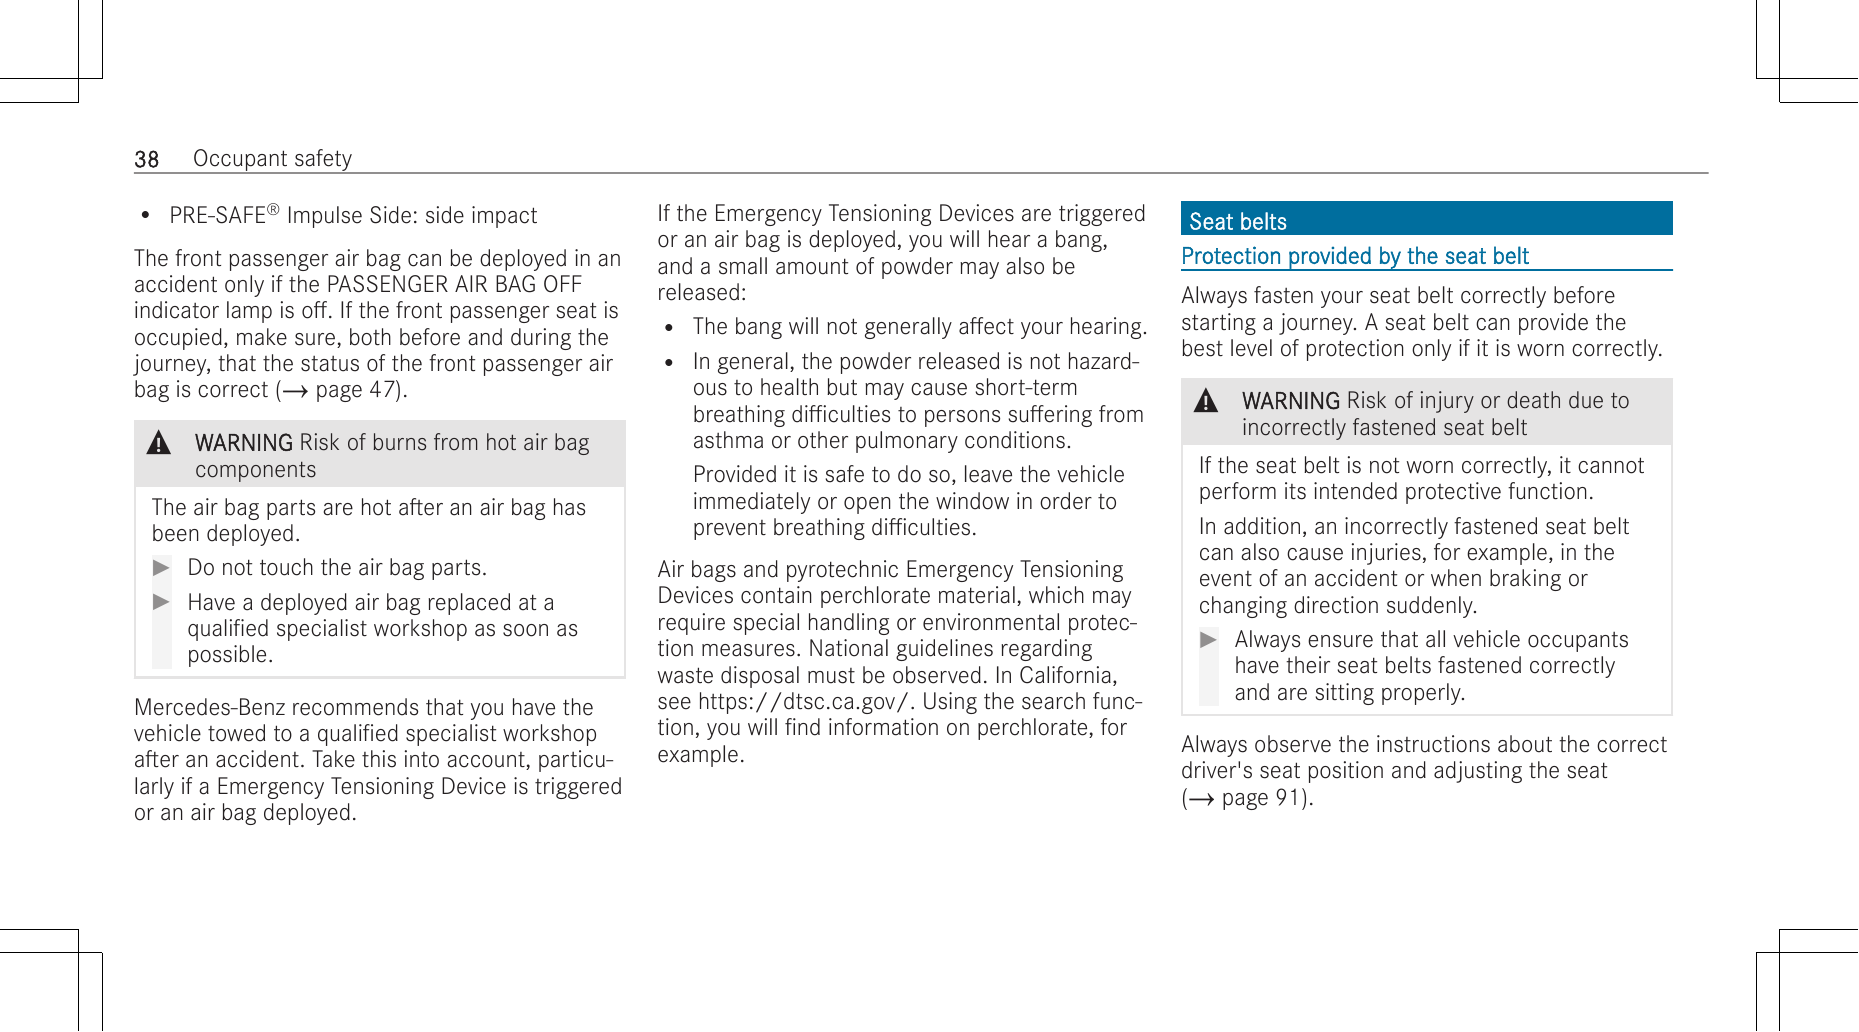 38 Occupant safety
• PRE-SAFE® Impulse Side: side impact
The front passenger air bag can be deployed in an
accident only if the PASSENGER AIR BAG OFF
indicator lamp is off. If the front passenger seat is
occupied, make sure, both before and during the
journey, that the status of the front passenger air
bag is correct (→ page 47).
WARNING Risk of burns from hot air bag
components
The air bag parts are hot after an air bag has
been deployed.
▶ Do not touch the air bag parts.
▶ Have a deployed air bag replaced at a
qualified specialist workshop as soon as
possible.
Mercedes-Benz recommends that you have the
vehicle towed to a qualified specialist workshop
after an accident. Take this into account, particu-
larly if a Emergency Tensioning Device is triggered
or an air bag deployed.
If the Emergency Tensioning Devices are triggered
or an air bag is deployed, you will hear a bang,
and a small amount of powder may also be
released:
• The bang will not generally affect your hearing.
• In general, the powder released is not hazard-
ous to health but may cause short-term
breathing difficulties to persons suffering from
asthma or other pulmonary conditions.
Provided it is safe to do so, leave the vehicle
immediately or open the window in order to
prevent breathing difficulties.
Air bags and pyrotechnic Emergency Tensioning
Devices contain perchlorate material, which may
require special handling or environmental protec-
tion measures. National guidelines regarding
waste disposal must be observed. In California,
see https://dtsc.ca.gov/. Using the search func-
tion, you will find information on perchlorate, for
example.
Seat belts
Protection provided by the seat belt
Always fasten your seat belt correctly before
starting a journey. A seat belt can provide the
best level of protection only if it is worn correctly.
WARNING Risk of injury or death due to
incorrectly fastened seat belt
If the seat belt is not worn correctly, it cannot
perform its intended protective function.
In addition, an incorrectly fastened seat belt
can also cause injuries, for example, in the
event of an accident or when braking or
changing direction suddenly.
▶ Always ensure that all vehicle occupants
have their seat belts fastened correctly
and are sitting properly.
Always observe the instructions about the correct
driver's seat position and adjusting the seat
(→ page 91).